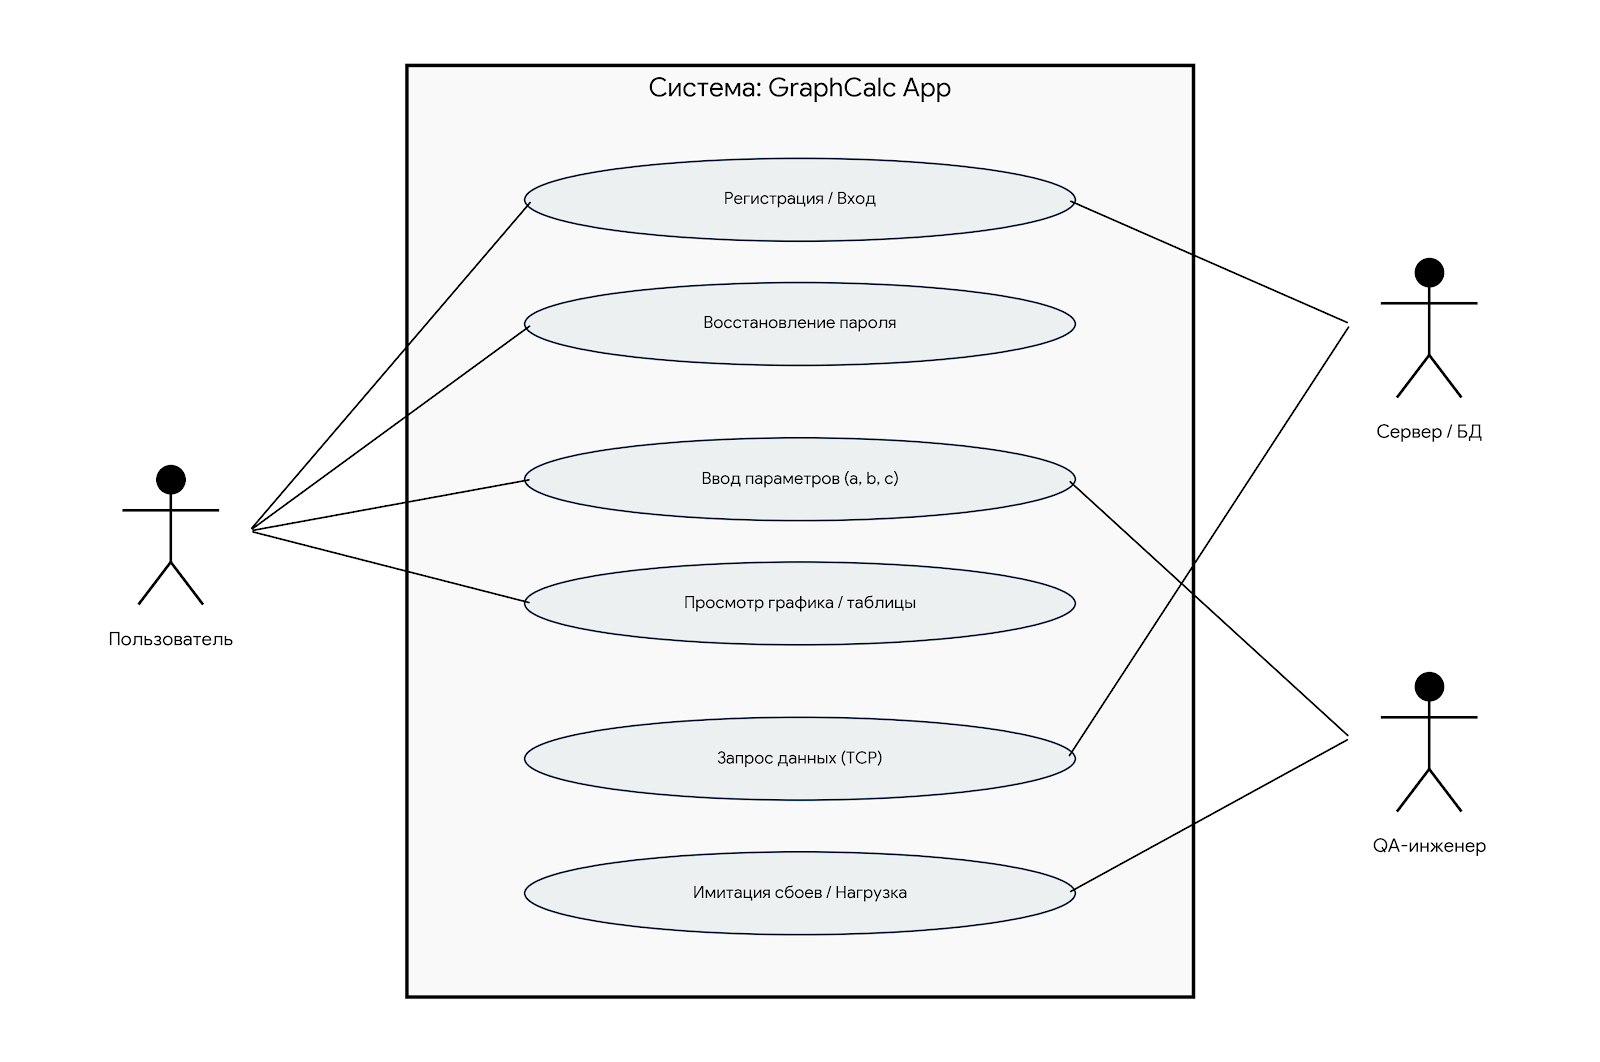 Система: GraphCalc App
Регистрация / Вход
Восстановление пароля
Ввод параметров (a, b, c)
Просмотр графика / таблицы
Запрос данных (TCP)
Имитация сбоев / Нагрузка
Пользователь
Сервер / БД
QA-инженер